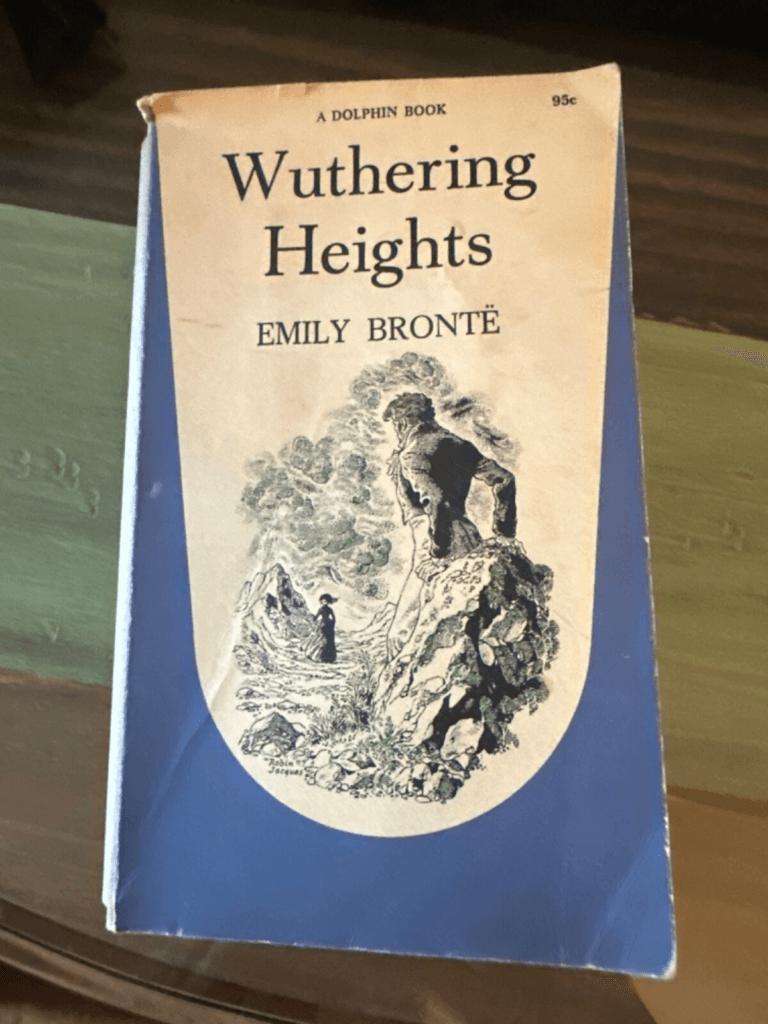 A DOLPHIN BOOK 95c
Wuthering
Heights
EMILY BRONTË
Robin
Jacques